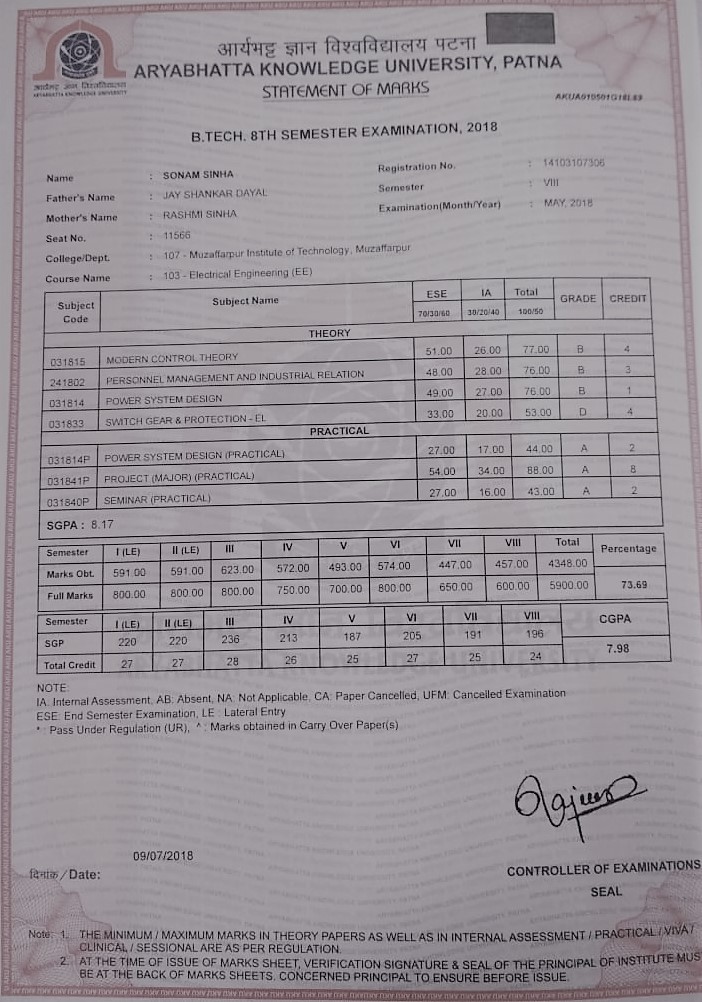 आर्यभट्ट ज्ञान विश्वविद्यालय पटना
ARYABHATTA KNOWLEDGE UNIVERSITY, PATNA
आर्यभट्ट ज्ञान विश्वविद्यालय
ARYABHATTA KNOWLEDGE UNIVERSITY
STATEMENT OF MARKS
B.TECH. 8TH SEMESTER EXAMINATION, 2018
Name : SONAM SINHA Registration No. : 14103107306
Father's Name : JAY SHANKAR DAYAL Semester : VIII
Mother's Name : RASHMI SINHA Examination(Month/Year) : MAY, 2018
Seat No. : 11566
College/Dept. : 107 - Muzaffarpur Institute of Technology, Muzaffarpur
Course Name : 103 - Electrical Engineering (EE)
Subject Code Subject Name ESE IA Total GRADE CREDIT
70/30/60 30/20/40 100/50
THEORY
031815 MODERN CONTROL THEORY 51.00 26.00 77.00 B 4
241802 PERSONNEL MANAGEMENT AND INDUSTRIAL RELATION 48.00 28.00 76.00 B 3
031814 POWER SYSTEM DESIGN 49.00 27.00 76.00 B 1
031833 SWITCH GEAR & PROTECTION - EL 33.00 20.00 53.00 D 4
PRACTICAL
031814P POWER SYSTEM DESIGN (PRACTICAL) 27.00 17.00 44.00 A 2
031841P PROJECT (MAJOR) (PRACTICAL) 54.00 34.00 88.00 A 8
031840P SEMINAR (PRACTICAL) 27.00 16.00 43.00 A 2
SGPA : 8.17
Semester I (LE) II (LE) III IV V VI VII VIII Total Percentage
Marks Obt. 591.00 591.00 623.00 572.00 493.00 574.00 447.00 457.00 4348.00 73.69
Full Marks 800.00 800.00 800.00 750.00 700.00 800.00 650.00 600.00 5900.00
Semester I (LE) II (LE) III IV V VI VII VIII CGPA
SGP 220 220 236 213 187 205 191 196 7.98
Total Credit 27 27 28 26 25 27 25 24
NOTE:
IA: Internal Assessment, AB: Absent, NA: Not Applicable, CA: Paper Cancelled, UFM: Cancelled Examination
ESE: End Semester Examination, LE : Lateral Entry
* : Pass Under Regulation (UR), ^ : Marks obtained in Carry Over Paper(s)
09/07/2018
दिनांक / Date:
CONTROLLER OF EXAMINATIONS
SEAL
Note: 1. THE MINIMUM / MAXIMUM MARKS IN THEORY PAPERS AS WELL AS IN INTERNAL ASSESSMENT / PRACTICAL / VIVA /
CLINICAL / SESSIONAL ARE AS PER REGULATION.
2. AT THE TIME OF ISSUE OF MARKS SHEET, VERIFICATION SIGNATURE & SEAL OF THE PRINCIPAL OF INSTITUTE MUS
BE AT THE BACK OF MARKS SHEETS. CONCERNED PRINCIPAL TO ENSURE BEFORE ISSUE.